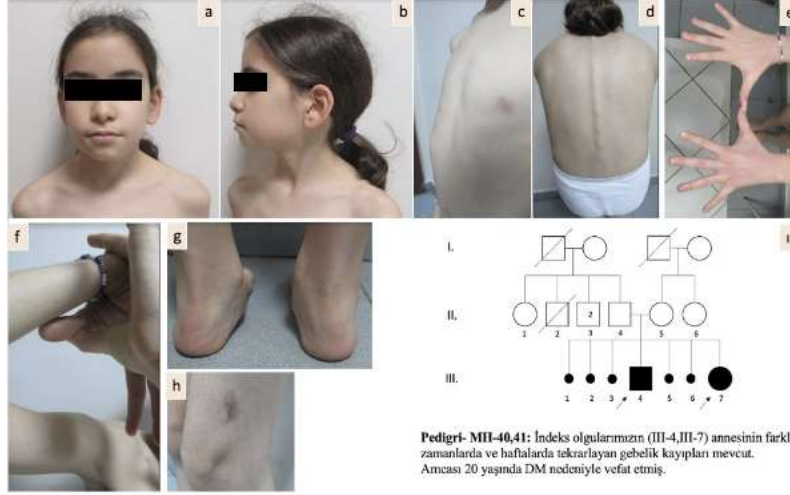 a
b
c
d
e
f
g
h
I.
II.
III.
2
1
2
3
4
5
6
1
2
3
4
5
6
7
Pedigri- MH-40,41: İndeks olgularımızın (III-4,III-7) annesinin farklı
zamanlarda ve haftalarda tekrarlayan gebelik kayıpları mevcut.
Amcası 20 yaşında DM nedeniyle vefat etmiş.